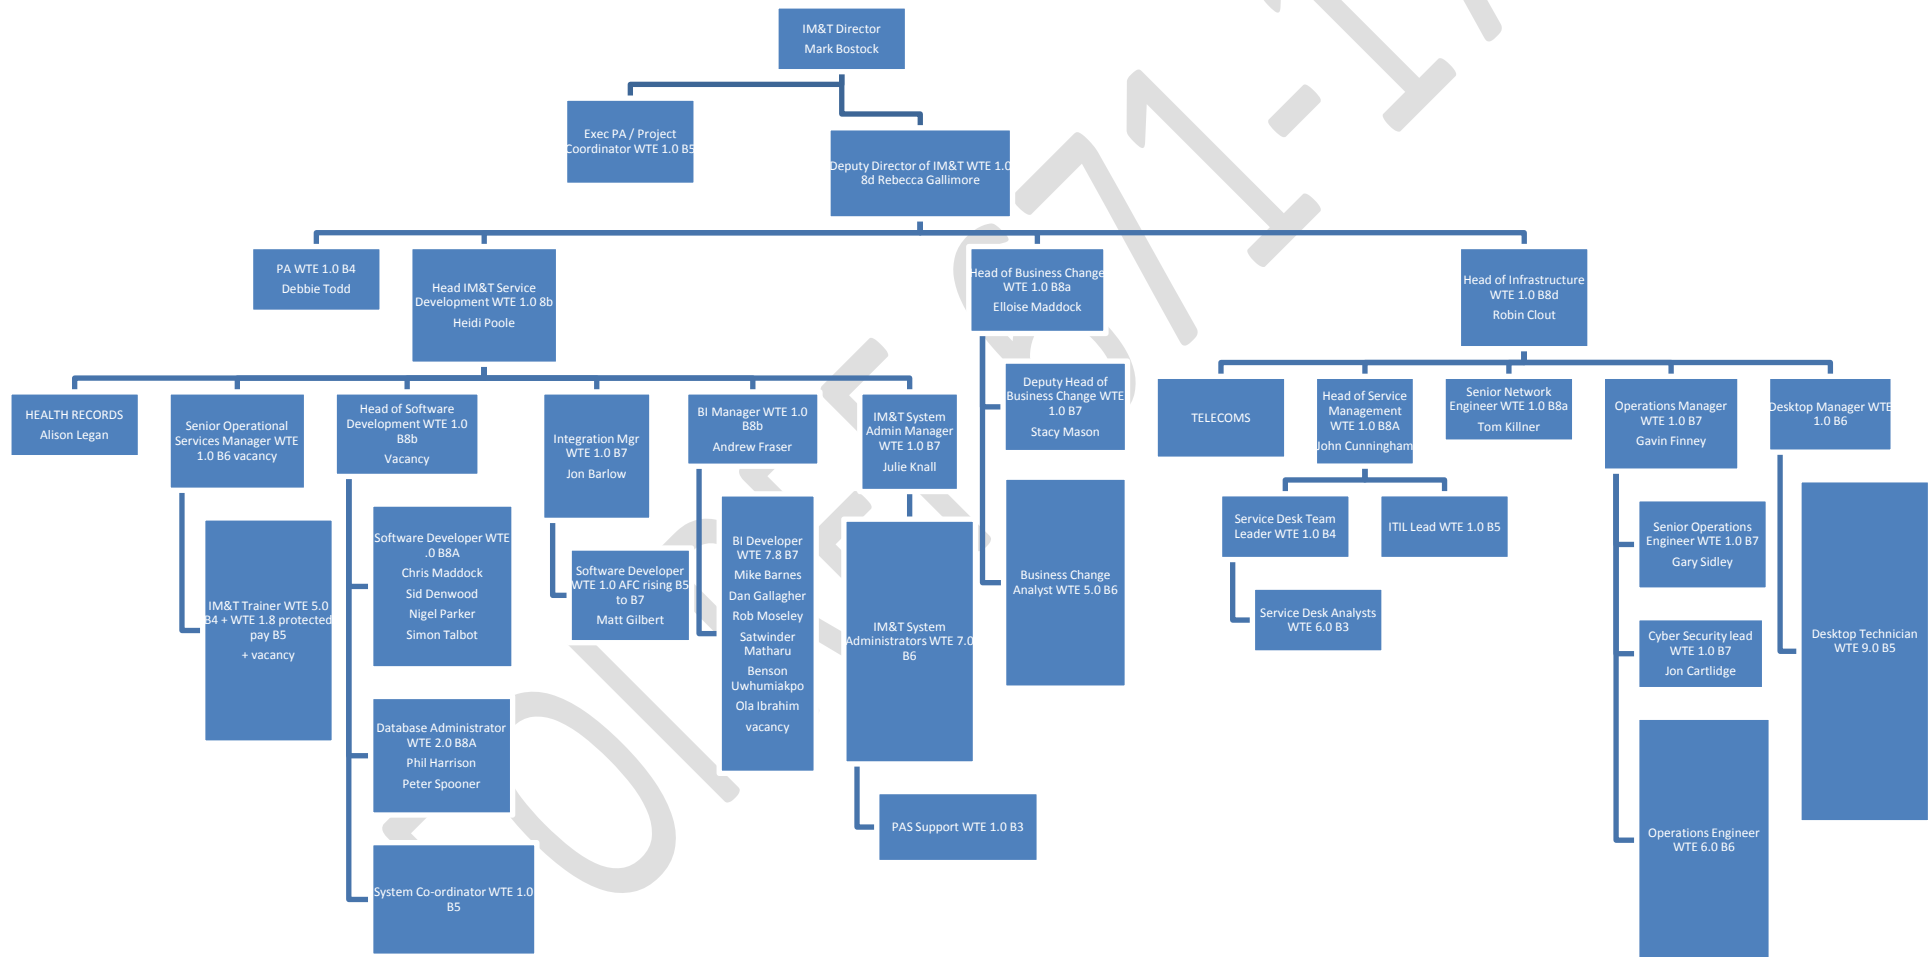 IM&T Director
Mark Bostock
Exec PA / Project
Coordinator WTE 1.0 B5
Deputy Director of IM&T WTE 1.0
8d Rebecca Gallimore
PA WTE 1.0 B4
Debbie Todd
Head IM&T Service
Development WTE 1.0 8b
Heidi Poole
Head of Business Change
WTE 1.0 B8a
Elloise Maddock
Head of Infrastructure
WTE 1.0 B8d
Robin Clout
HEALTH RECORDS
Alison Legan
Senior Operational
Services Manager WTE
1.0 B6 vacancy
Head of Software
Development WTE 1.0
B8b
Vacancy
Integration Mgr
WTE 1.0 B7
Jon Barlow
BI Manager WTE 1.0
B8b
Andrew Fraser
IM&T System
Admin Manager
WTE 1.0 B7
Julie Knall
Deputy Head of
Business Change WTE
1.0 B7
Stacy Mason
TELECOMS
Head of Service
Management
WTE 1.0 B8A
John Cunningham
Senior Network
Engineer WTE 1.0 B8a
Tom Killner
Operations Manager
WTE 1.0 B7
Gavin Finney
Desktop Manager WTE
1.0 B6
IM&T Trainer WTE 5.0
B4 + WTE 1.8 protected
pay B5
+ vacancy
Software Developer WTE
.0 B8A
Chris Maddock
Sid Denwood
Nigel Parker
Simon Talbot
Database Administrator
WTE 2.0 B8A
Phil Harrison
Peter Spooner
System Co-ordinator WTE 1.0
B5
Software Developer
WTE 1.0 AFC rising B5
to B7
Matt Gilbert
BI Developer
WTE 7.8 B7
Mike Barnes
Dan Gallagher
Rob Moseley
Satwinder
Matharu
Benson
Uwhumiakpo
Ola Ibrahim
vacancy
IM&T System
Administrators WTE 7.0
B6
PAS Support WTE 1.0 B3
Business Change
Analyst WTE 5.0 B6
Service Desk Team
Leader WTE 1.0 B4
ITIL Lead WTE 1.0 B5
Service Desk Analysts
WTE 6.0 B3
Senior Operations
Engineer WTE 1.0 B7
Gary Sidley
Cyber Security lead
WTE 1.0 B7
Jon Cartlidge
Operations Engineer
WTE 6.0 B6
Desktop Technician
WTE 9.0 B5